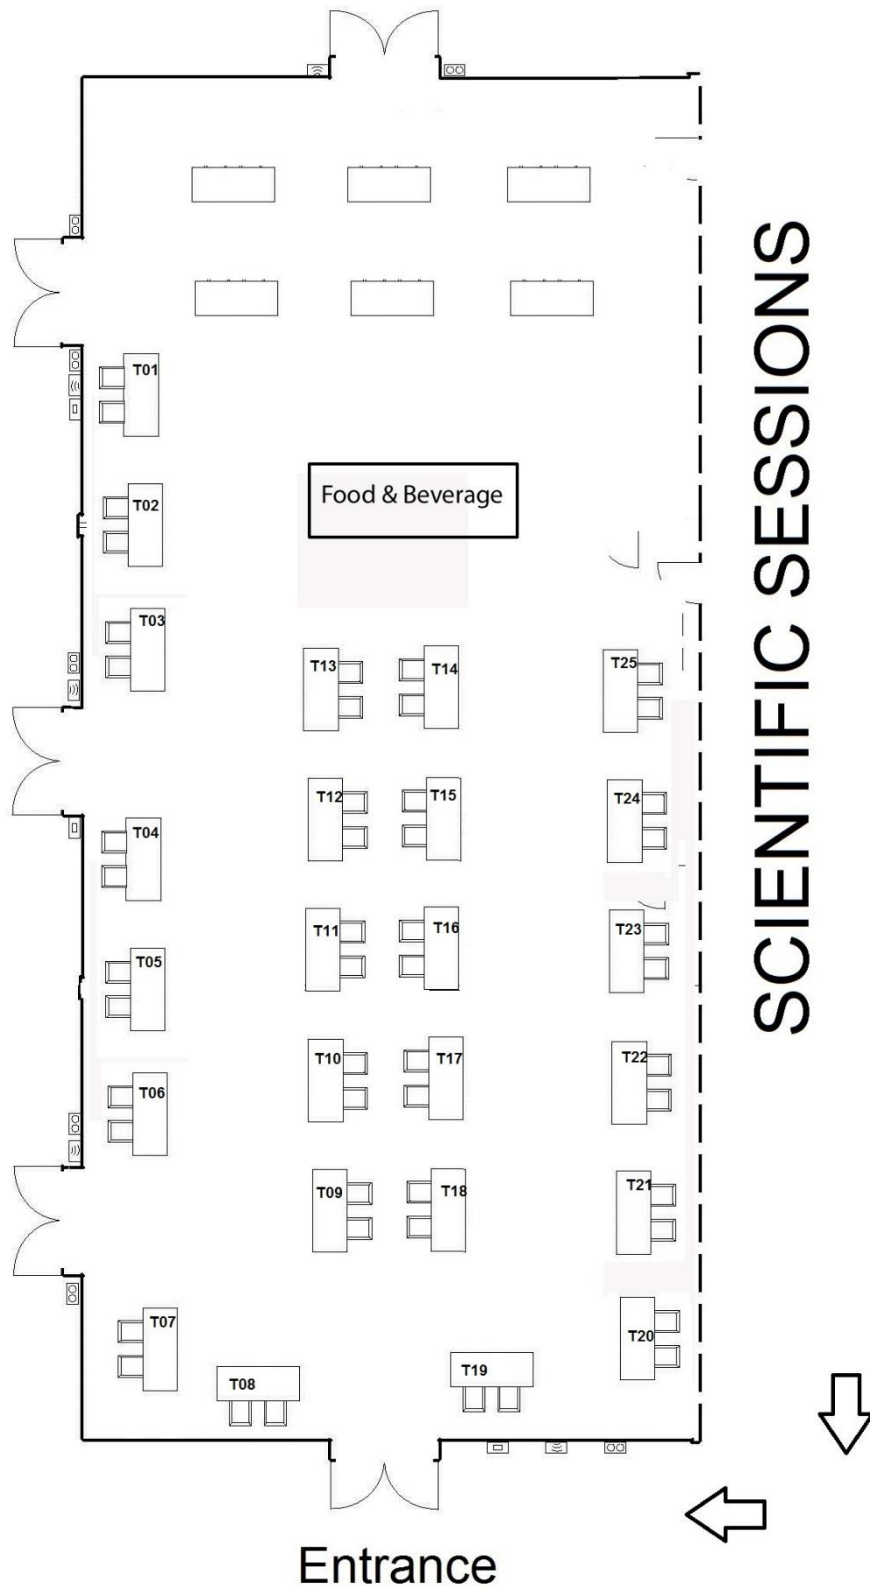 T01
Food & Beverage
T02
T03
T13
T14
T25
T12
T15
T24
T04
T11
T16
T23
T05
T10
T17
T22
T06
T09
T18
T21
T07
T20
T08
T19
SCIENTIFIC SESSIONS
Entrance